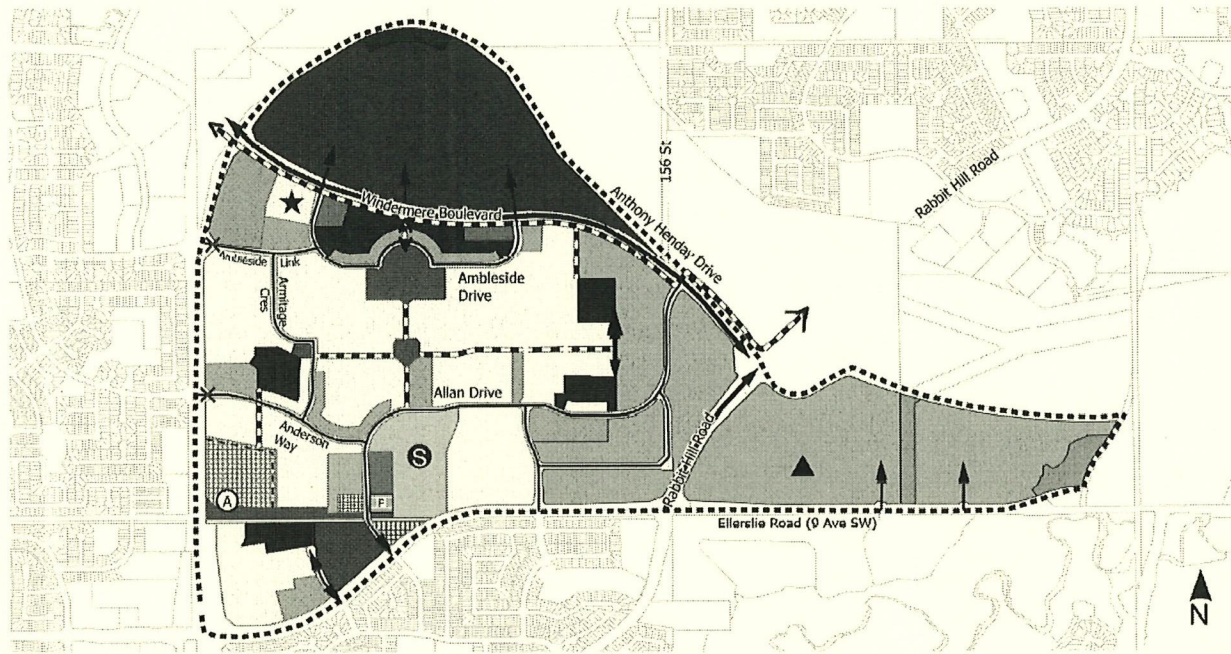 156 St
Rabbit Hill Road
Anthony Henday Drive
Windermere Boulevard
Ambleside
Link
Armitage
Cres
Ambleside
Drive
Allan Drive
Anderson
Way
S
Rabbit Hill Road
A
F
Ellerslie Road (9 Ave SW)
N